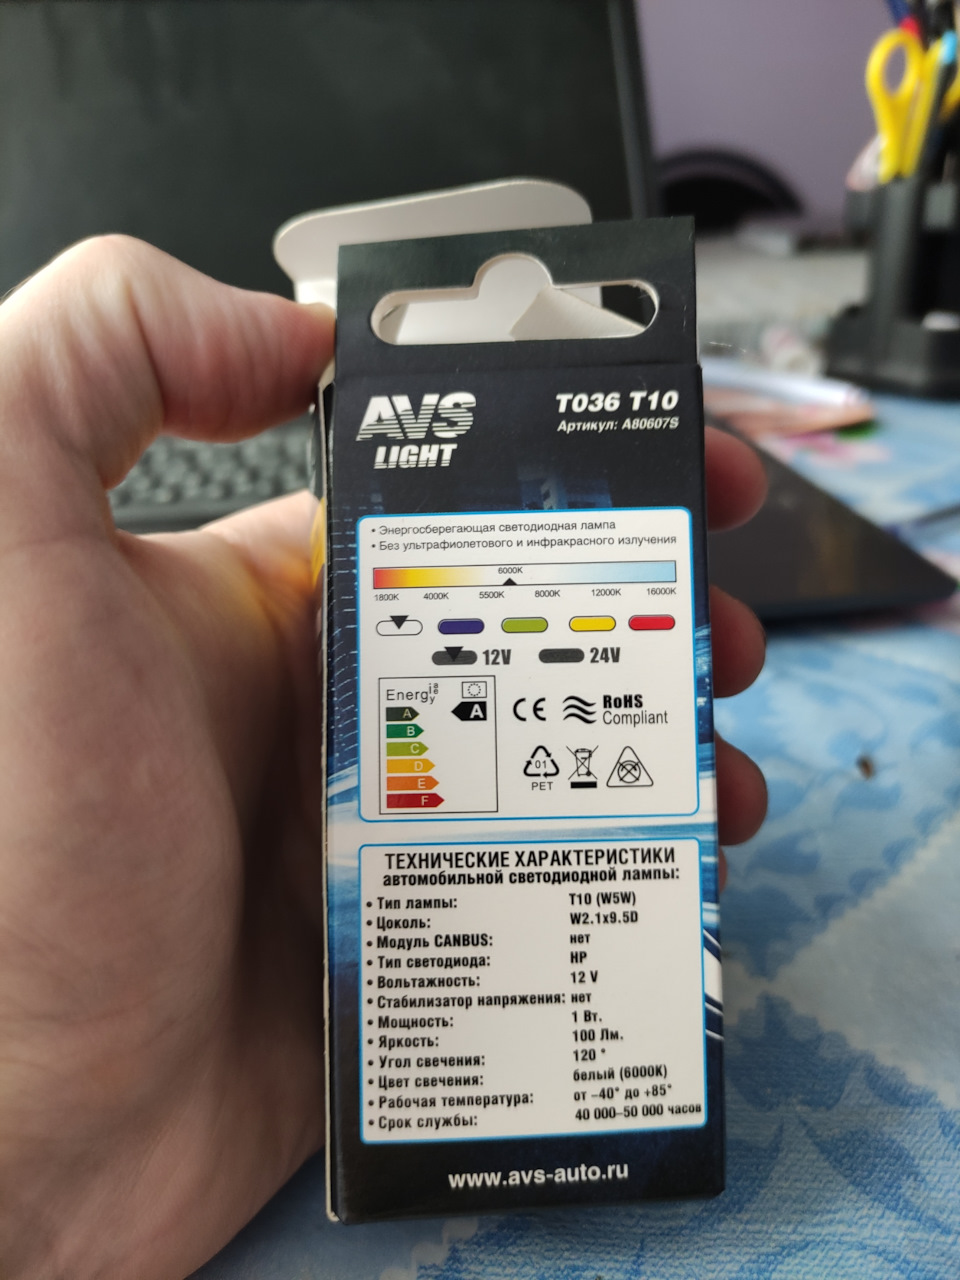 AVS
LIGHT
T036 T10
Артикул: A80607S
• Энергосберегающая светодиодная лампа
• Без ультрафиолетового и инфракрасного излучения
6000K
1800K 4000K 5500K 8000K 12000K 16000K
12V 24V
Energ ie y ae
A
A
B
C
D
E
F
CE
RoHS
Compliant
01
PET
ТЕХНИЧЕСКИЕ ХАРАКТЕРИСТИКИ
автомобильной светодиодной лампы:
• Тип лампы: T10 (W5W)
• Цоколь: W2.1x9.5D
• Модуль CANBUS: нет
• Тип светодиода: HP
• Вольтажность: 12 V
• Стабилизатор напряжения: нет
• Мощность: 1 Вт.
• Яркость: 100 Лм.
• Угол свечения: 120 °
• Цвет свечения: белый (6000K)
• Рабочая температура: от –40° до +85°
• Срок службы: 40 000–50 000 часов
www.avs-auto.ru